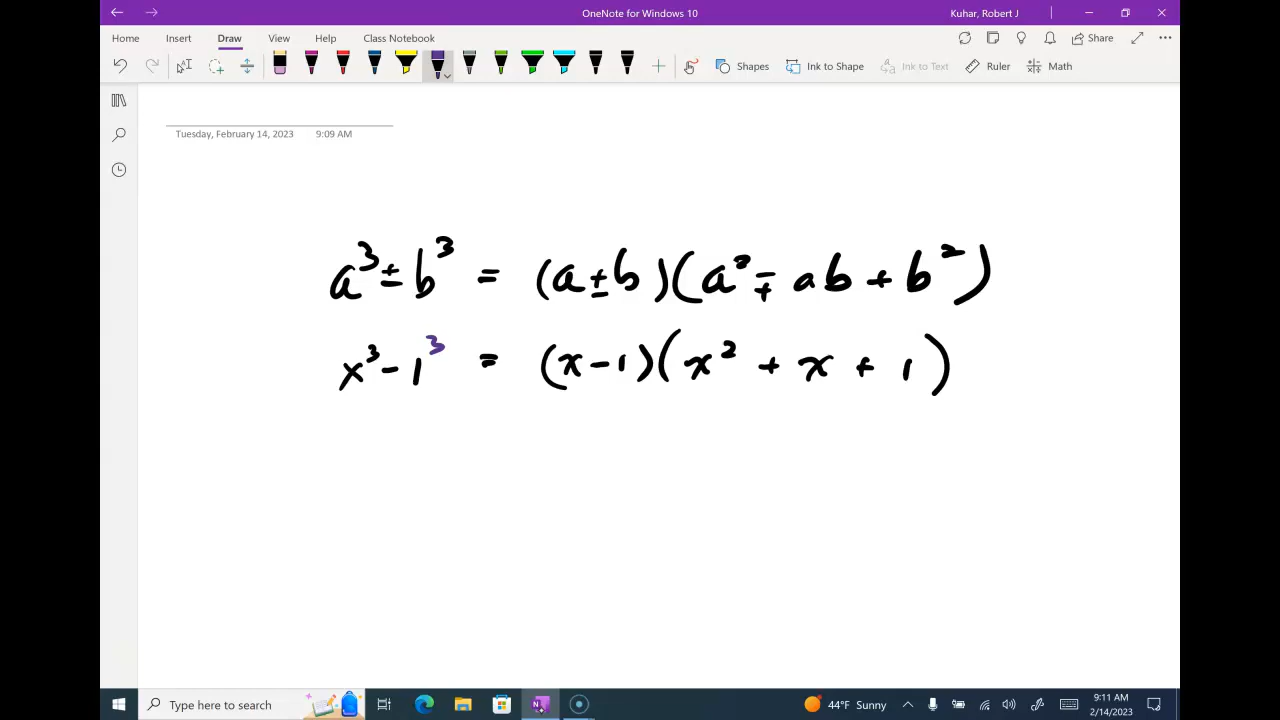 OneNote for Windows 10
Kuhar, Robert J
Home Insert Draw View Help Class Notebook
Share
Shapes Ink to Shape Ink to Text Ruler Math
Tuesday, February 14, 2023 9:09 AM
a³ ± b³ = (a ± b)(a² ∓ ab + b²)
x³ - 1³ = (x - 1)(x² + x + 1)
Type here to search
44°F Sunny
9:11 AM
2/14/2023